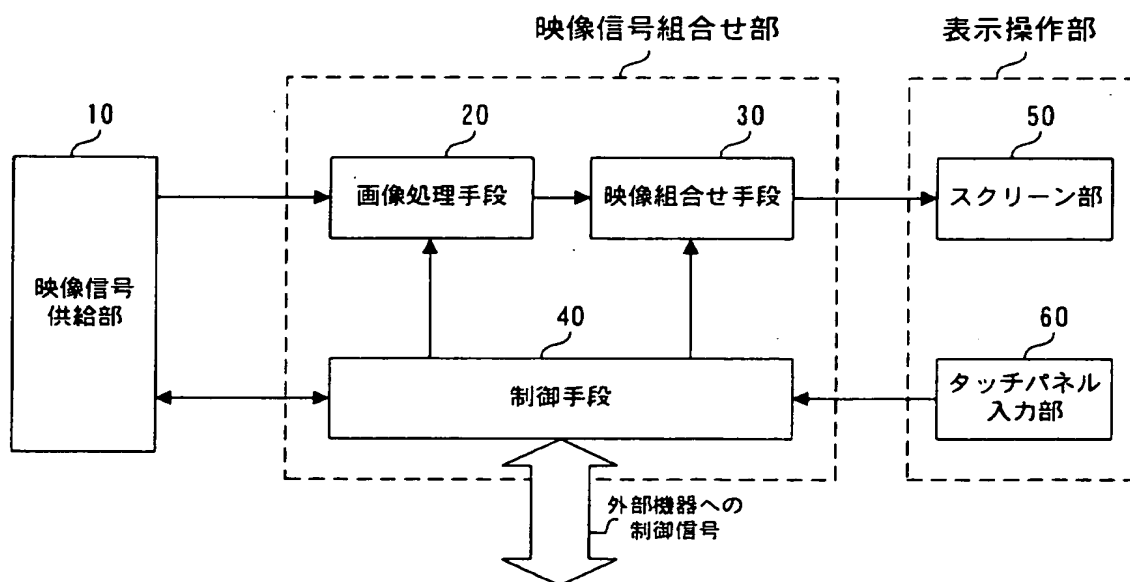 映像信号組合せ部
表示操作部
10
20
30
50
画像処理手段
映像組合せ手段
スクリーン部
映像信号
供給部
40
60
制御手段
タッチパネル
入力部
外部機器への
制御信号